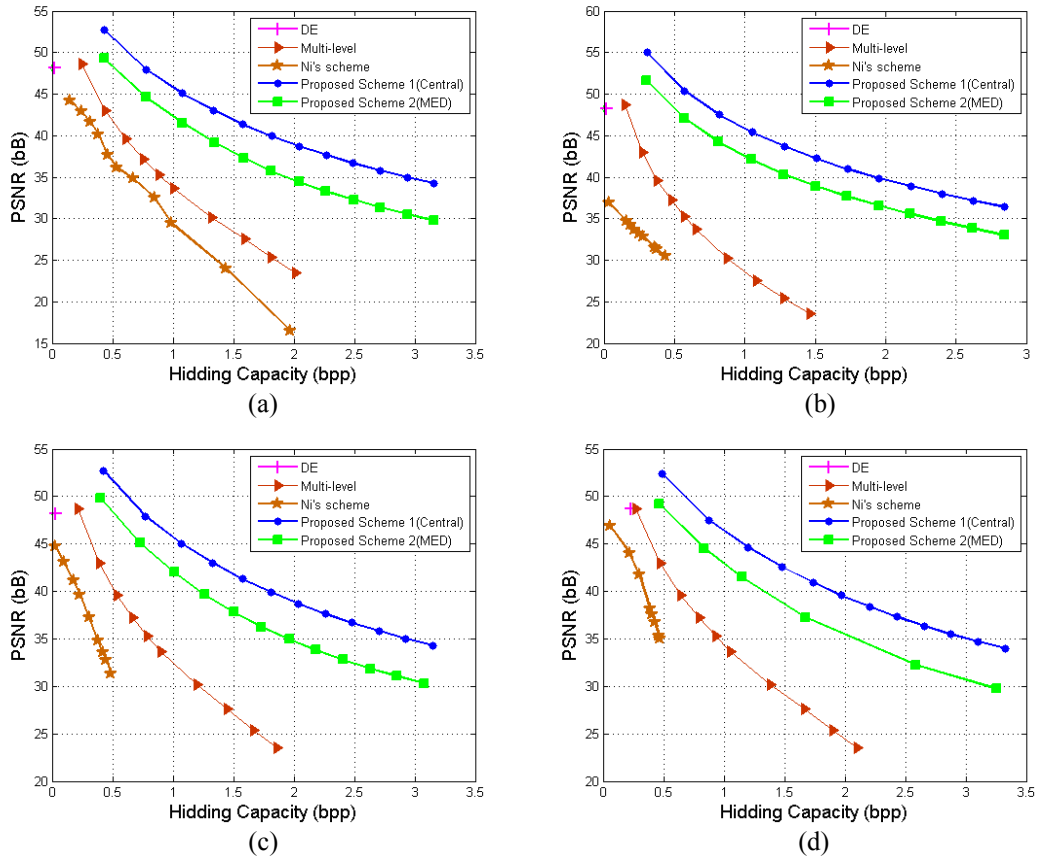 55
50
45
40
35
30
25
20
15
0 0.5 1 1.5 2 2.5 3 3.5
PSNR (bB)
Hidding Capacity (bpp)
DE
Multi-level
Ni's scheme
Proposed Scheme 1(Central)
Proposed Scheme 2(MED)
(a)
60
55
50
45
40
35
30
25
20
0 0.5 1 1.5 2 2.5 3
PSNR (bB)
Hidding Capacity (bpp)
DE
Multi-level
Ni's scheme
Proposed Scheme 1(Central)
Proposed Scheme 2(MED)
(b)
55
50
45
40
35
30
25
20
0 0.5 1 1.5 2 2.5 3 3.5
PSNR (bB)
Hidding Capacity (bpp)
DE
Multi-level
Ni's scheme
Proposed Scheme 1(Central)
Proposed Scheme 2(MED)
(c)
55
50
45
40
35
30
25
20
0 0.5 1 1.5 2 2.5 3 3.5
PSNR (bB)
Hidding Capacity (bpp)
DE
Multi-level
Ni's scheme
Proposed Scheme 1(Central)
Proposed Scheme 2(MED)
(d)